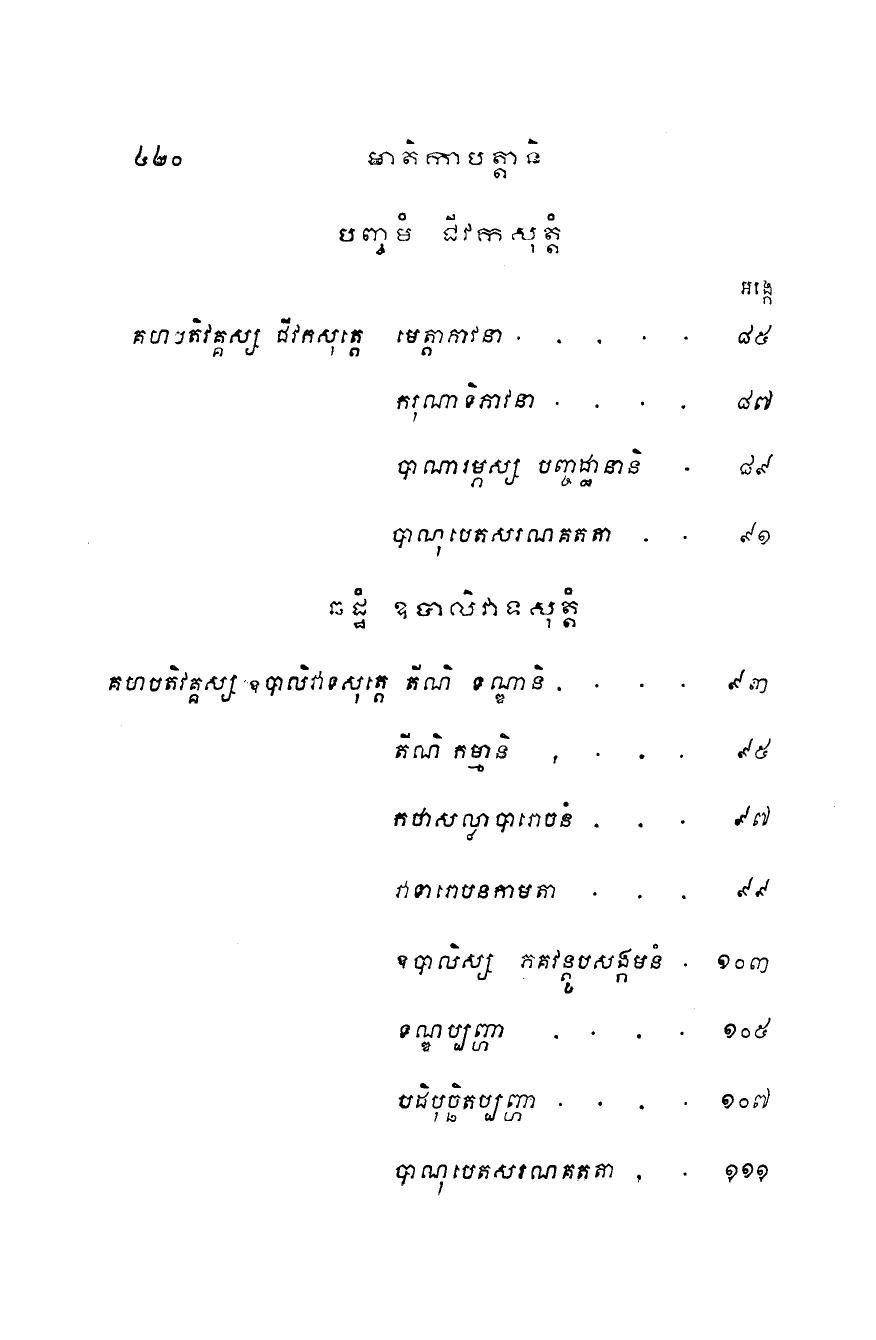 ៤២០ មាតិកាបត្តានិ
បញ្ចមំ ជីវកសុត្តំ
អង្កេ
គហបតិវគ្គស្ស ជីវកសុត្តេ មេត្តាភាវនា . . . . . ៨៥
ករុណាទិភាវនា . . . . ៨៧
បាណារម្ភស្ស បញ្ចដ្ឋានានិ . ៨៩
បាណុបេតសរណគតតា . . ៩១
ឆដ្ឋំ ឧបាលិវាទសុត្តំ
គហបតិវគ្គស្ស ឧបាលិវាទសុត្តេ តីណិ ទណ្ឌានិ . . . . ៩៣
តីណិ កម្មានិ . . . . ៩៥
កថាសល្លាបារោបនំ . . . ៩៧
វាទារោបនកាមតា . . . ៩៩
ឧបាលិស្ស ភគវន្តូបសង្កមនំ . ១០៣
ទណ្ឌប្បញ្ហា . . . . ១០៥
បដិបុច្ឆិតប្បញ្ហា . . . . ១០៧
បាណុបេតសរណគតតា . . ១១១